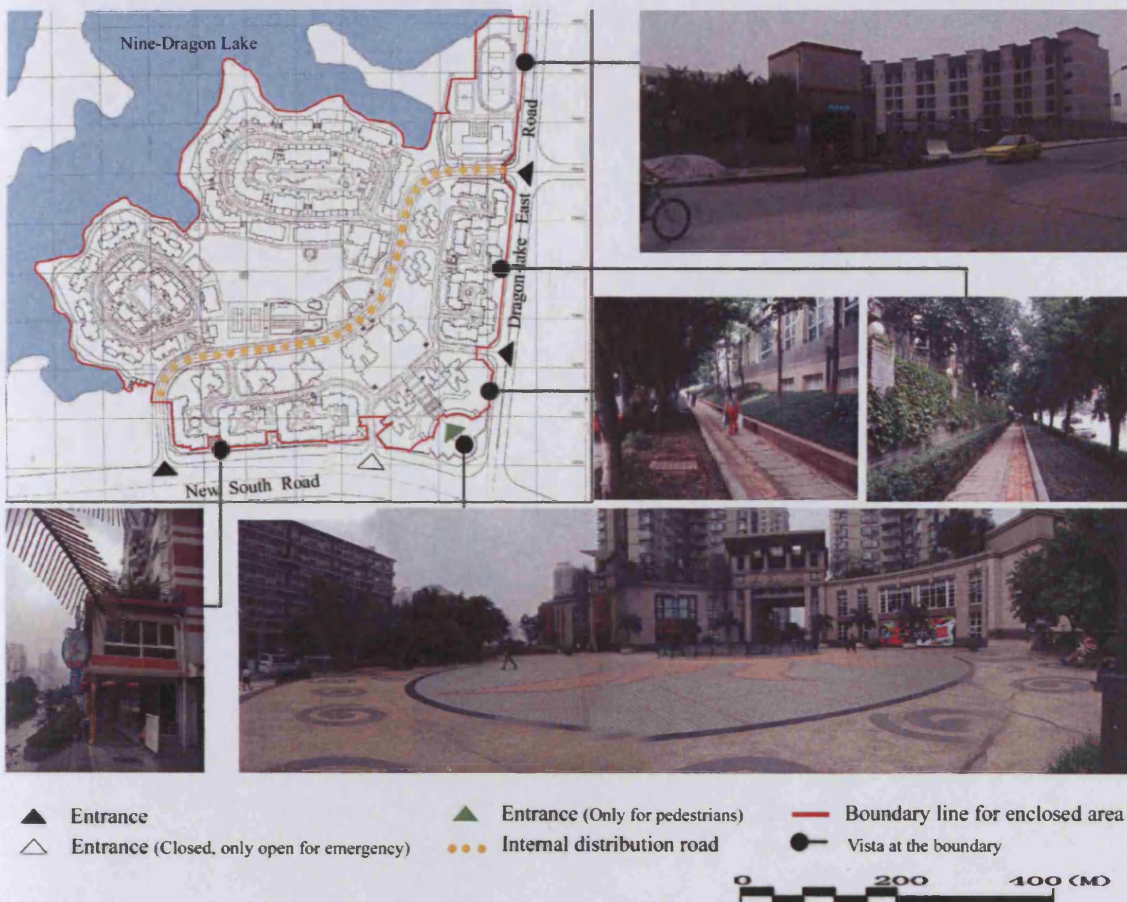 Nine-Dragon Lake
Dragon-lake East Road
New South Road
Entrance
Entrance (Only for pedestrians)
Boundary line for enclosed area
Entrance (Closed, only open for emergency)
Internal distribution road
Vista at the boundary
0 200 400 (M)